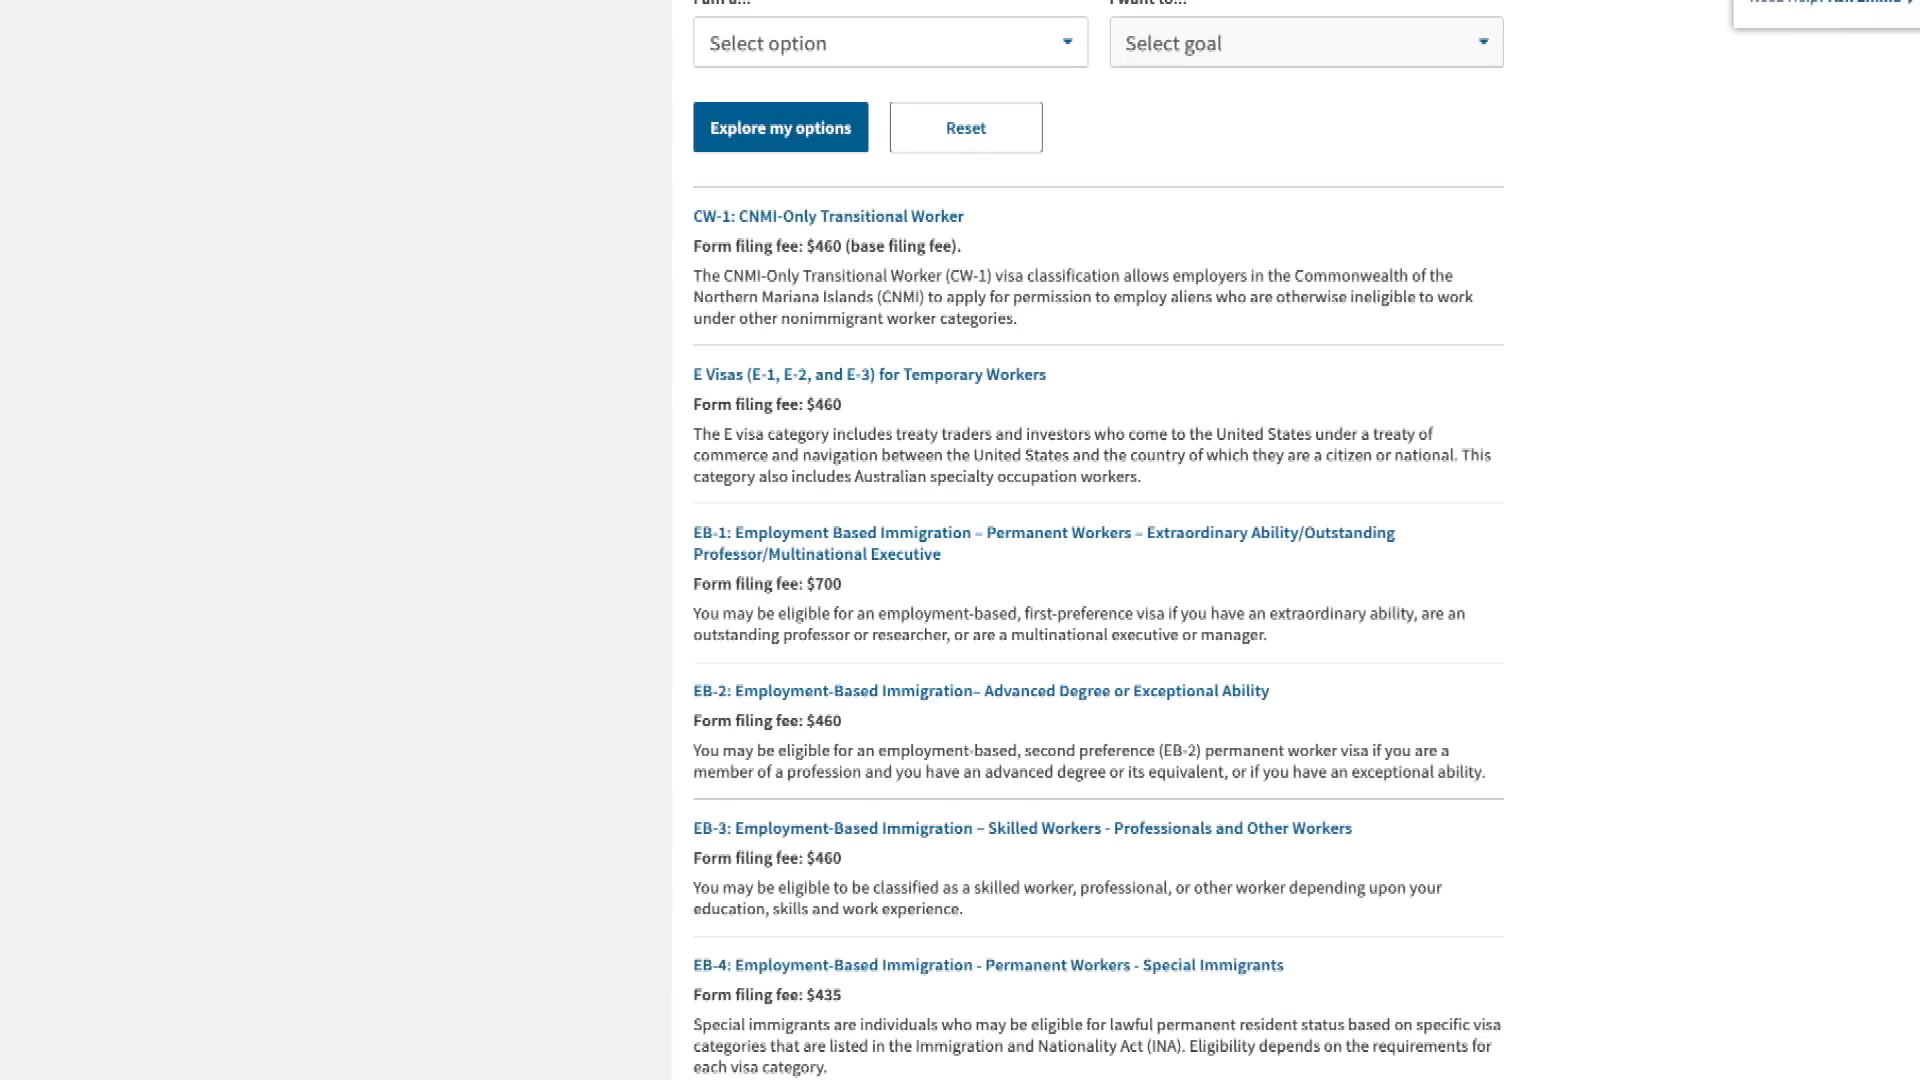 I am a... I want to...
Select option Select goal
Explore my options Reset
CW-1: CNMI-Only Transitional Worker
Form filing fee: $460 (base filing fee).
The CNMI-Only Transitional Worker (CW-1) visa classification allows employers in the Commonwealth of the
Northern Mariana Islands (CNMI) to apply for permission to employ aliens who are otherwise ineligible to work
under other nonimmigrant worker categories.
E Visas (E-1, E-2, and E-3) for Temporary Workers
Form filing fee: $460
The E visa category includes treaty traders and investors who come to the United States under a treaty of
commerce and navigation between the United States and the country of which they are a citizen or national. This
category also includes Australian specialty occupation workers.
EB-1: Employment Based Immigration – Permanent Workers – Extraordinary Ability/Outstanding
Professor/Multinational Executive
Form filing fee: $700
You may be eligible for an employment-based, first-preference visa if you have an extraordinary ability, are an
outstanding professor or researcher, or are a multinational executive or manager.
EB-2: Employment-Based Immigration– Advanced Degree or Exceptional Ability
Form filing fee: $460
You may be eligible for an employment-based, second preference (EB-2) permanent worker visa if you are a
member of a profession and you have an advanced degree or its equivalent, or if you have an exceptional ability.
EB-3: Employment-Based Immigration – Skilled Workers - Professionals and Other Workers
Form filing fee: $460
You may be eligible to be classified as a skilled worker, professional, or other worker depending upon your
education, skills and work experience.
EB-4: Employment-Based Immigration - Permanent Workers - Special Immigrants
Form filing fee: $435
Special immigrants are individuals who may be eligible for lawful permanent resident status based on specific visa
categories that are listed in the Immigration and Nationality Act (INA). Eligibility depends on the requirements for
each visa category.